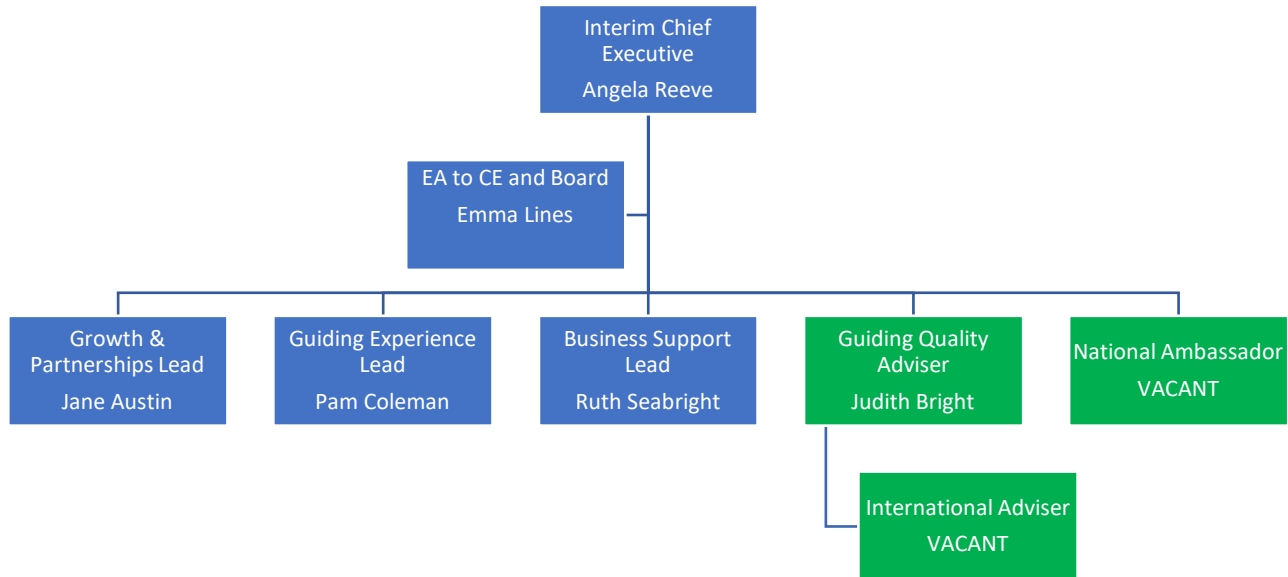 Interim Chief
Executive
Angela Reeve
EA to CE and Board
Emma Lines
Growth &
Partnerships Lead
Jane Austin
Guiding Experience
Lead
Pam Coleman
Business Support
Lead
Ruth Seabright
Guiding Quality
Adviser
Judith Bright
National Ambassador
VACANT
International Adviser
VACANT